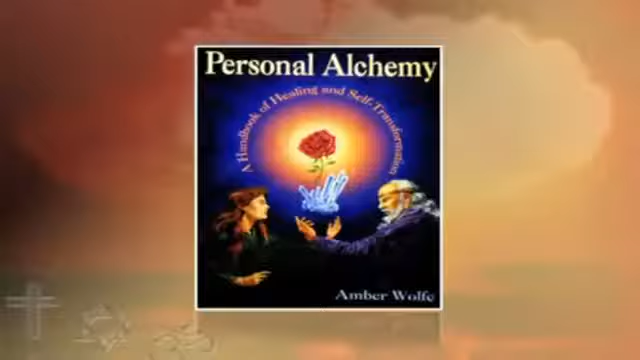 Personal Alchemy
A Handbook of Healing and Self-Transformation
Amber Wolfe